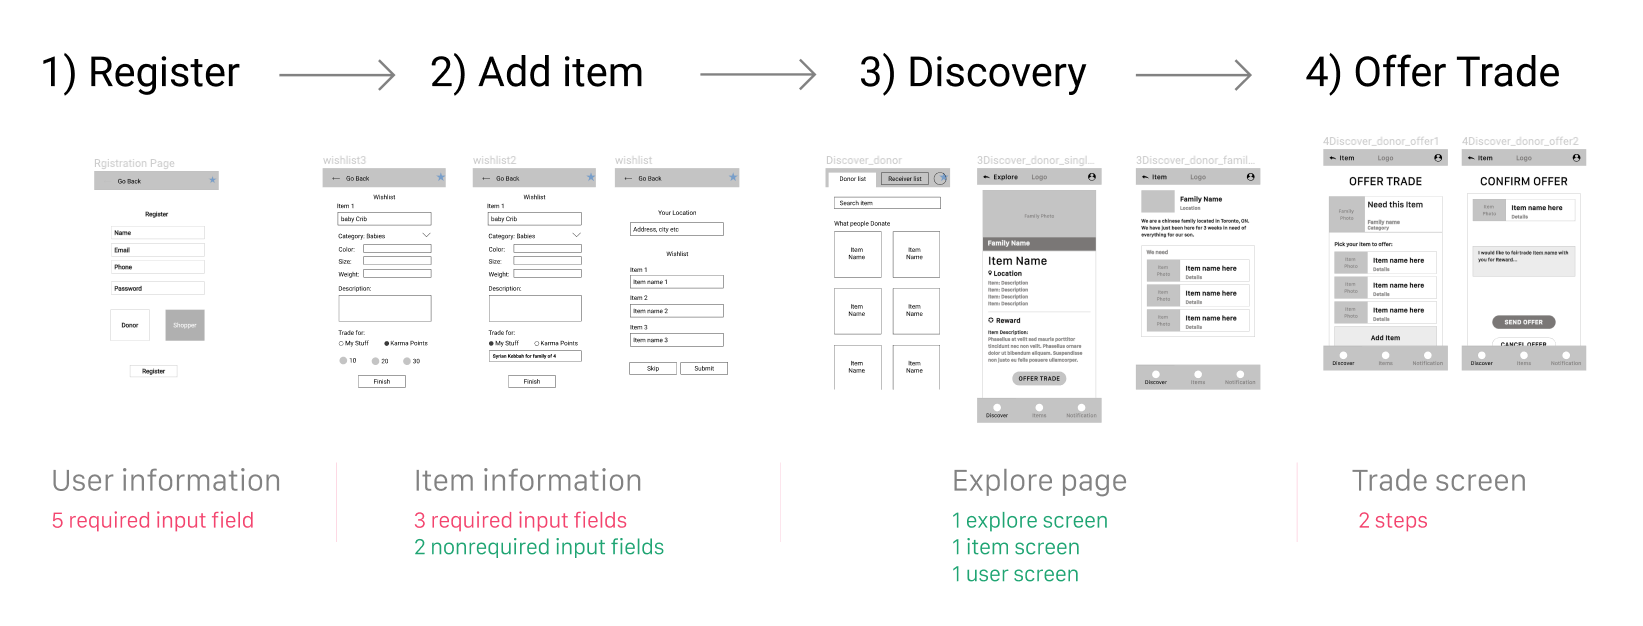 1) Register
2) Add item
3) Discovery
4) Offer Trade
Rgistration Page
Go Back
Register
Name
Email
Phone
Password
Donor
Shopper
Register
wishlist3
← Go Back
Wishlist
Item 1
baby Crib
Category: Babies
Color:
Size:
Weight:
Description:
Trade for:
My Stuff Karma Points
10 20 30
Finish
wishlist2
← Go Back
Wishlist
Item 1
baby Crib
Category: Babies
Color:
Size:
Weight:
Description:
Trade for:
My Stuff Karma Points
Syrian Kebbah for family of 4
Finish
wishlist
← Go Back
Your Location
Address, city etc
Wishlist
Item 1
Item name 1
Item 2
Item name 2
Item 3
Item name 3
Skip Submit
Discover_donor
Donor list Receiver list
Search item
What people Donate
Item Name
Item Name
Item Name
Item Name
Item Name
Item Name
3Discover_donor_singl...
Explore Logo
Family Photo
Family Name
Item Name
Location
Item: Description
Item: Description
Item: Description
Item: Description
Reward
Item Description:
Phasellus at velit sed mauris porttitor
tincidunt nec non velit. Phasellus ornare
dolor ut bibendum aliquam. Suspendisse
non justo eu felis posuere ullamcorper.
OFFER TRADE
Discover Items Notification
3Discover_donor_famil...
Item Logo
Family Name
Location
We are a chinese family located in Toronto, ON.
We have just been here for 3 weeks in need of
everything for our son.
We need
Item Photo
Item name here
Details
Item Photo
Item name here
Details
Item Photo
Item name here
Details
Discover Items Notification
4Discover_donor_offer1
Item Logo
OFFER TRADE
Family Photo
Need this Item
Family name
Category
Pick your item to offer:
Item Photo
Item name here
Details
Item Photo
Item name here
Details
Item Photo
Item name here
Details
Add Item
Discover Items Notification
4Discover_donor_offer2
Item Logo
CONFIRM OFFER
Item Photo
Item name here
Details
I would like to fair trade item name with
you for Reward...
SEND OFFER
CANCEL OFFER
Discover Items Notification
User information
5 required input field
Item information
3 required input fields
2 nonrequired input fields
Explore page
1 explore screen
1 item screen
1 user screen
Trade screen
2 steps